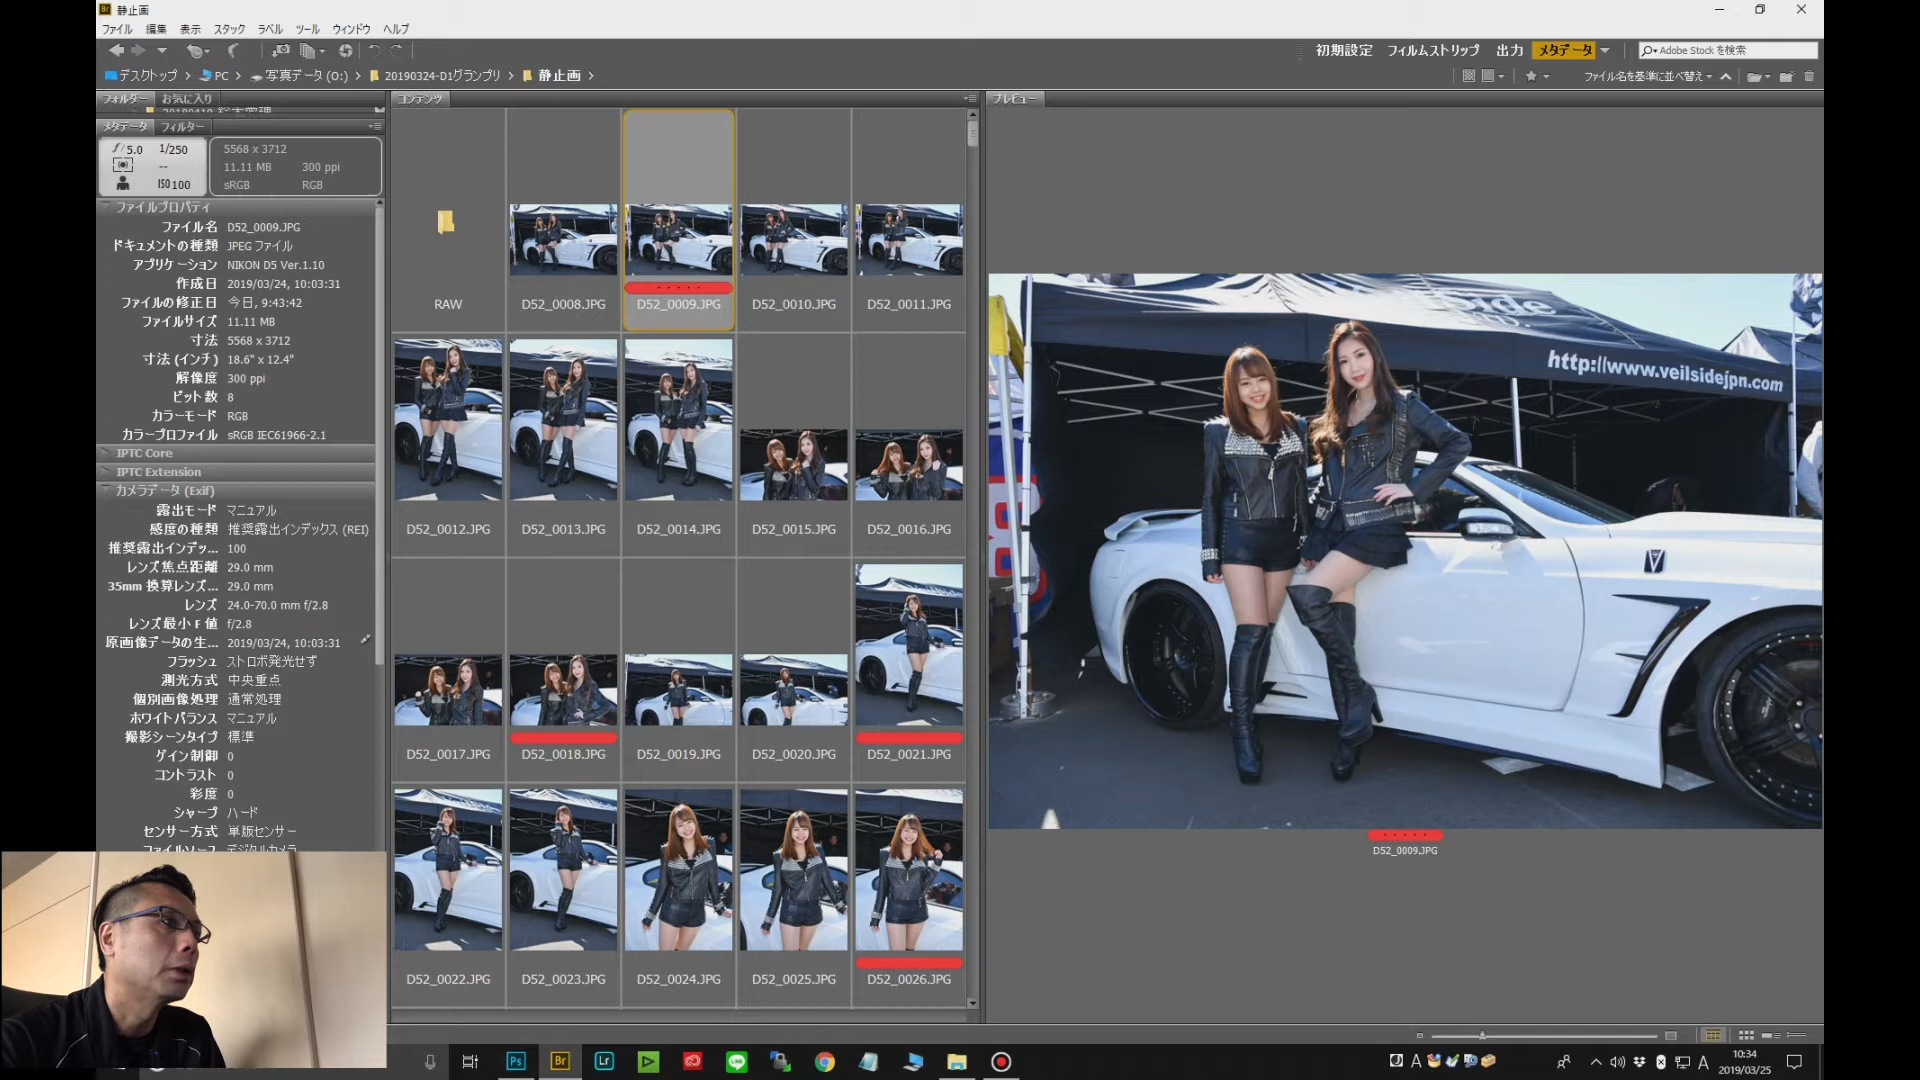 Br 静止画
ファイル 編集 表示 スタック ラベル ツール ウィンドウ ヘルプ
初期設定 フィルムストリップ 出力 メタデータ
Adobe Stock を検索
デスクトップ > PC > 写真データ (O:) > 20190324-D1グランプリ > 静止画 >
ファイル名を基準に並べ替え
フォルダー お気に入り
メタデータ フィルター
f/5.0 1/250
--
ISO100
5568 x 3712
11.11 MB 300 ppi
sRGB RGB
ファイルプロパティ
ファイル名 D52_0009.JPG
ドキュメントの種類 JPEG ファイル
アプリケーション NIKON D5 Ver.1.10
作成日 2019/03/24, 10:03:31
ファイルの修正日 今日, 9:43:42
ファイルサイズ 11.11 MB
寸法 5568 x 3712
寸法 (インチ) 18.6" x 12.4"
解像度 300 ppi
ビット数 8
カラーモード RGB
カラープロファイル sRGB IEC61966-2.1
IPTC Core
IPTC Extension
カメラデータ (Exif)
露出モード マニュアル
感度の種類 推奨露出インデックス (REI)
推奨露出インデッ... 100
レンズ焦点距離 29.0 mm
35mm 換算レンズ... 29.0 mm
レンズ 24.0-70.0 mm f/2.8
レンズ最小 F 値 f/2.8
原画像データの生... 2019/03/24, 10:03:31
フラッシュ ストロボ発光せず
測光方式 中央重点
個別画像処理 通常処理
ホワイトバランス マニュアル
撮影シーンタイプ 標準
ゲイン制御 0
コントラスト 0
彩度 0
シャープ ハード
センサー方式 単版センサー
ファイルソース デジタルカメラ
コンテンツ
RAW D52_0008.JPG D52_0009.JPG D52_0010.JPG D52_0011.JPG
D52_0012.JPG D52_0013.JPG D52_0014.JPG D52_0015.JPG D52_0016.JPG
D52_0017.JPG D52_0018.JPG D52_0019.JPG D52_0020.JPG D52_0021.JPG
D52_0022.JPG D52_0023.JPG D52_0024.JPG D52_0025.JPG D52_0026.JPG
プレビュー
Side
http://www.veilsidejpn.com
D52_0009.JPG
Ps Br Lr
A
A
10:34
2019/03/25